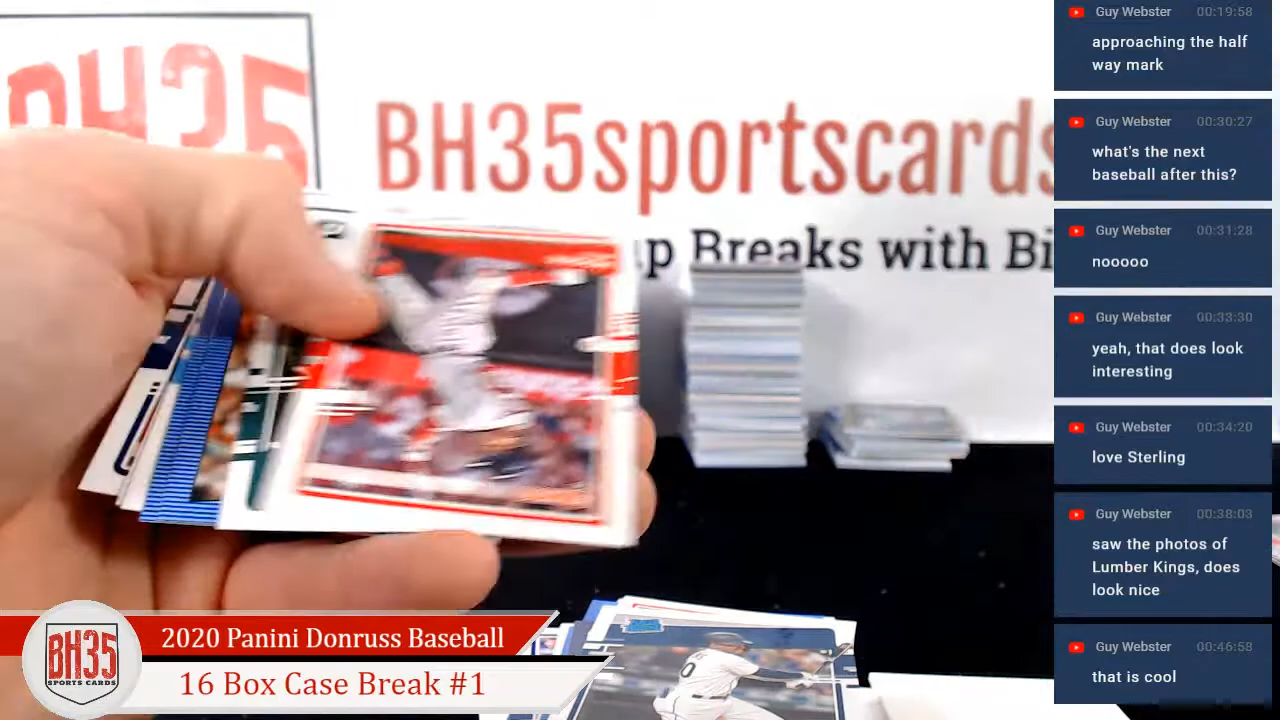 BH35
BH35sportscards
up Breaks with Bi
Guy Webster 00:19:58
approaching the half
way mark
Guy Webster 00:30:27
what's the next
baseball after this?
Guy Webster 00:31:28
nooooo
Guy Webster 00:33:30
yeah, that does look
interesting
Guy Webster 00:34:20
love Sterling
Guy Webster 00:38:03
saw the photos of
Lumber Kings, does
look nice
Guy Webster 00:46:58
that is cool
BH35
SPORTS CARDS
2020 Panini Donruss Baseball
16 Box Case Break #1